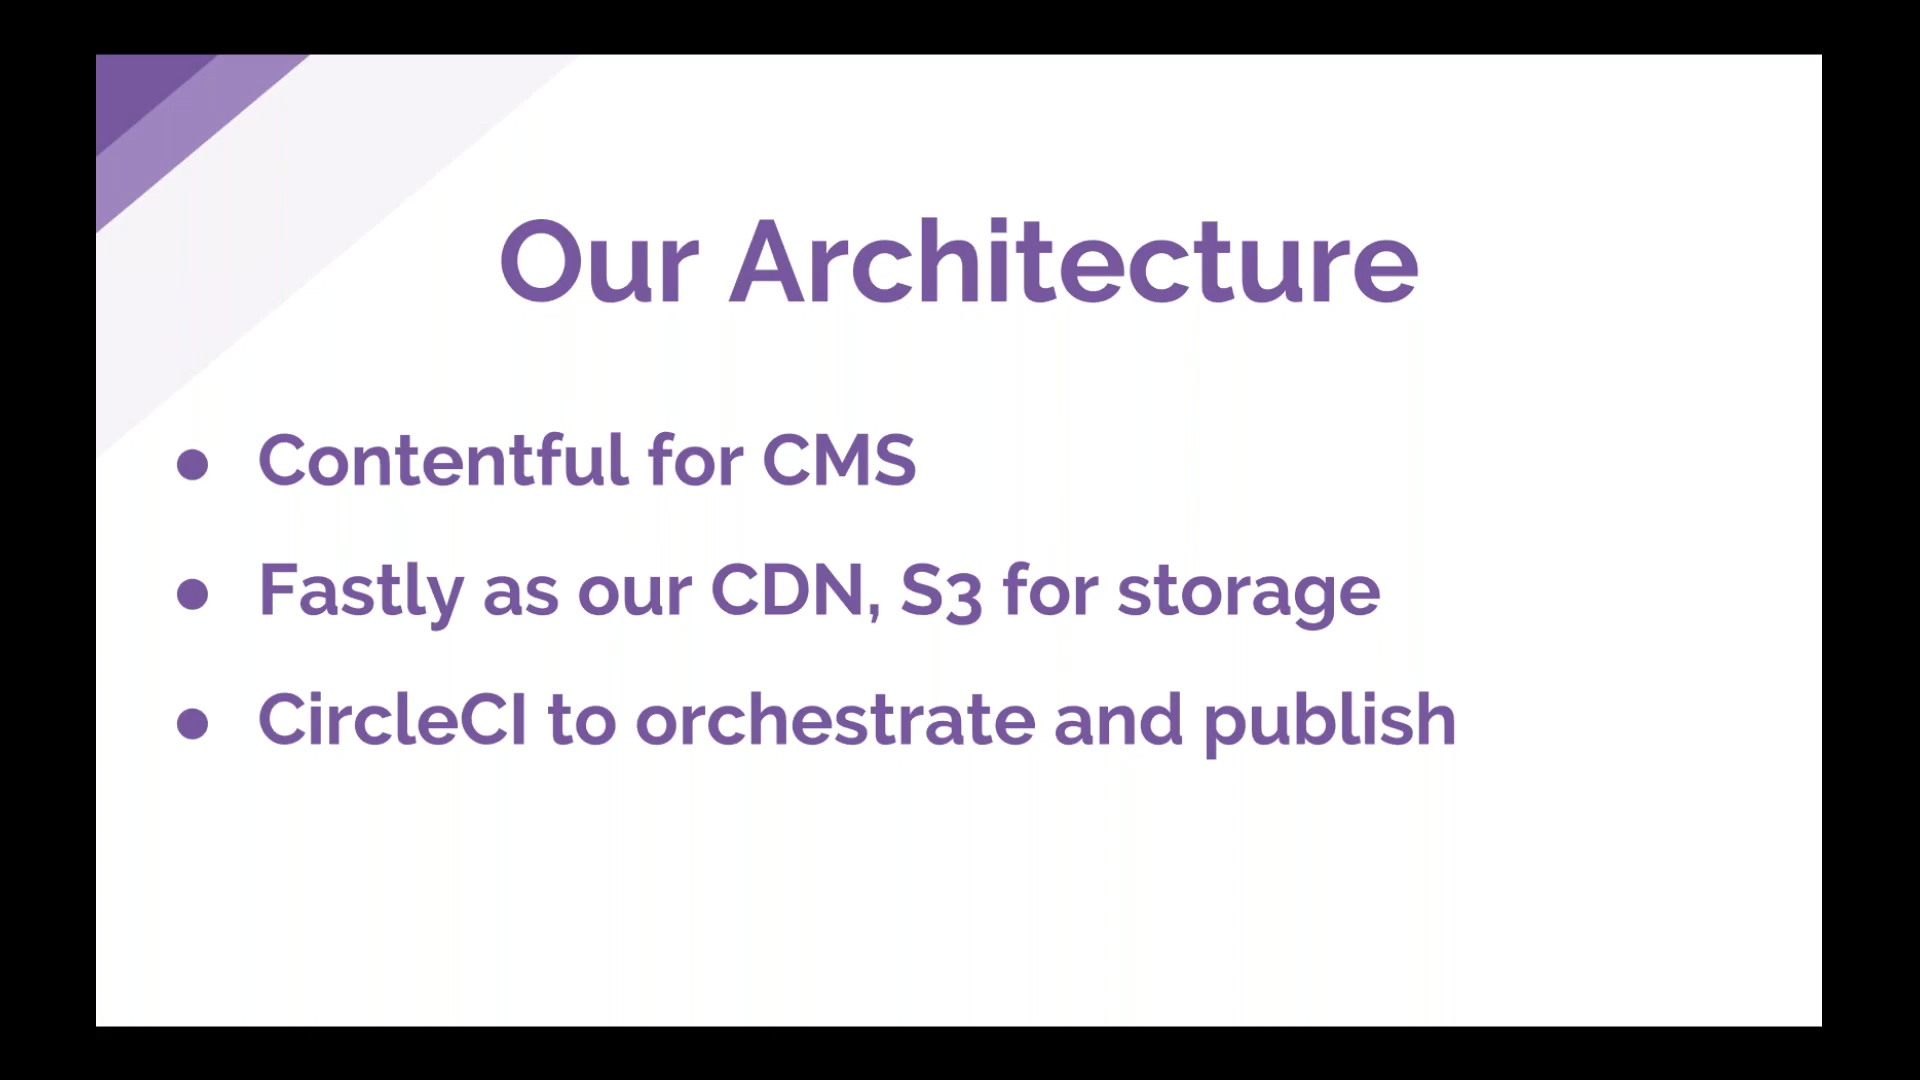 Our Architecture
● Contentful for CMS
● Fastly as our CDN, S3 for storage
● CircleCI to orchestrate and publish